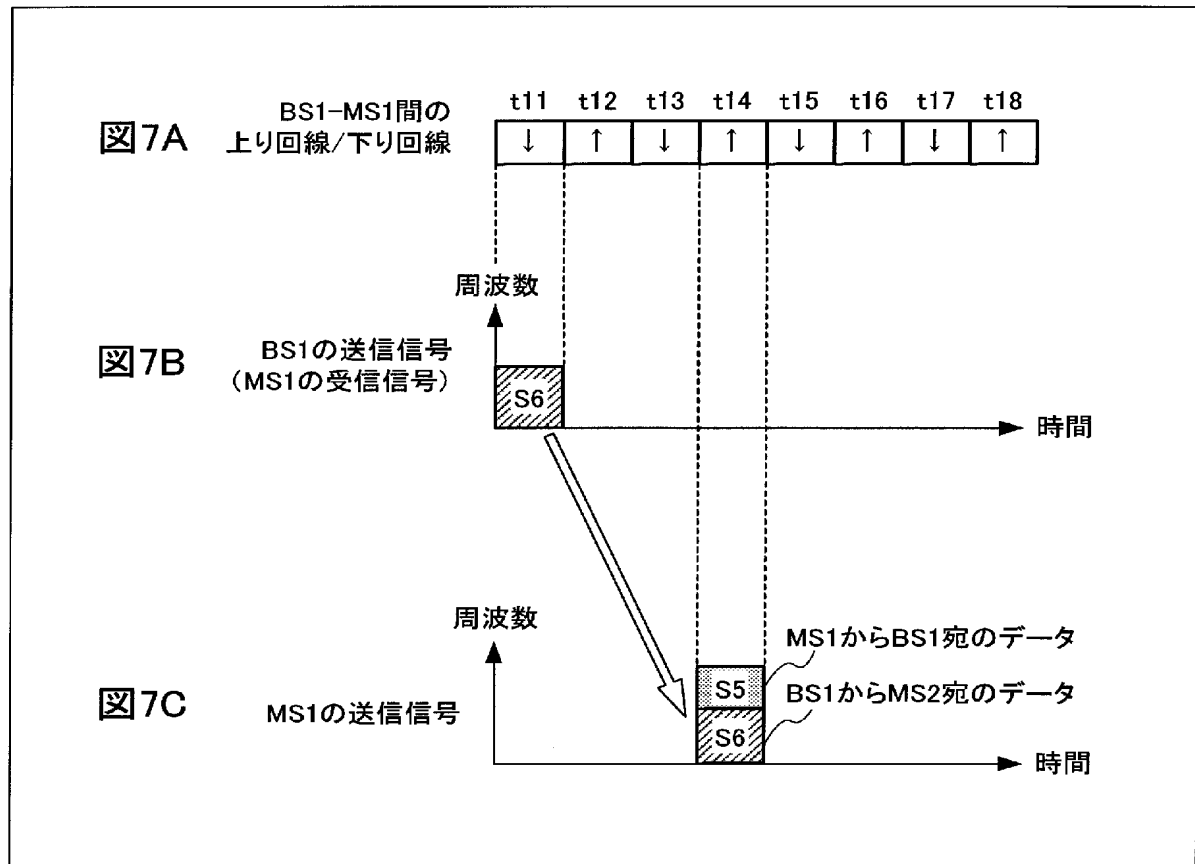 図7A
BS1-MS1間の
上り回線/下り回線
t11 t12 t13 t14 t15 t16 t17 t18
↓ ↑ ↓ ↑ ↓ ↑ ↓ ↑
図7B
BS1の送信信号
(MS1の受信信号)
周波数
S6
時間
図7C
MS1の送信信号
周波数
S5
S6
MS1からBS1宛のデータ
BS1からMS2宛のデータ
時間